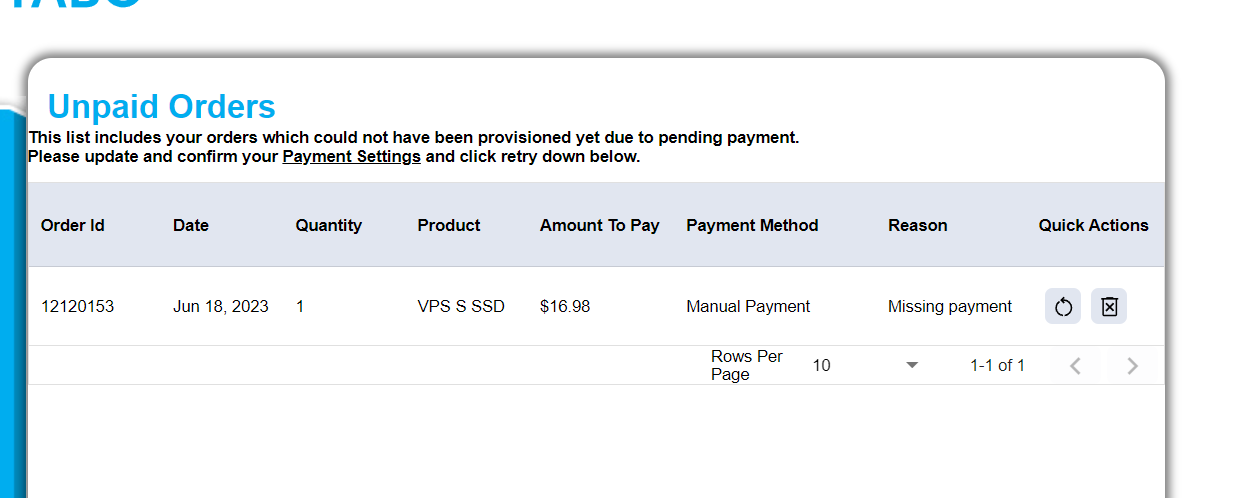 Unpaid Orders
This list includes your orders which could not have been provisioned yet due to pending payment.
Please update and confirm your Payment Settings and click retry down below.
Order Id Date Quantity Product Amount To Pay Payment Method Reason Quick Actions
12120153 Jun 18, 2023 1 VPS S SSD $16.98 Manual Payment Missing payment
Rows Per
Page
10
1-1 of 1